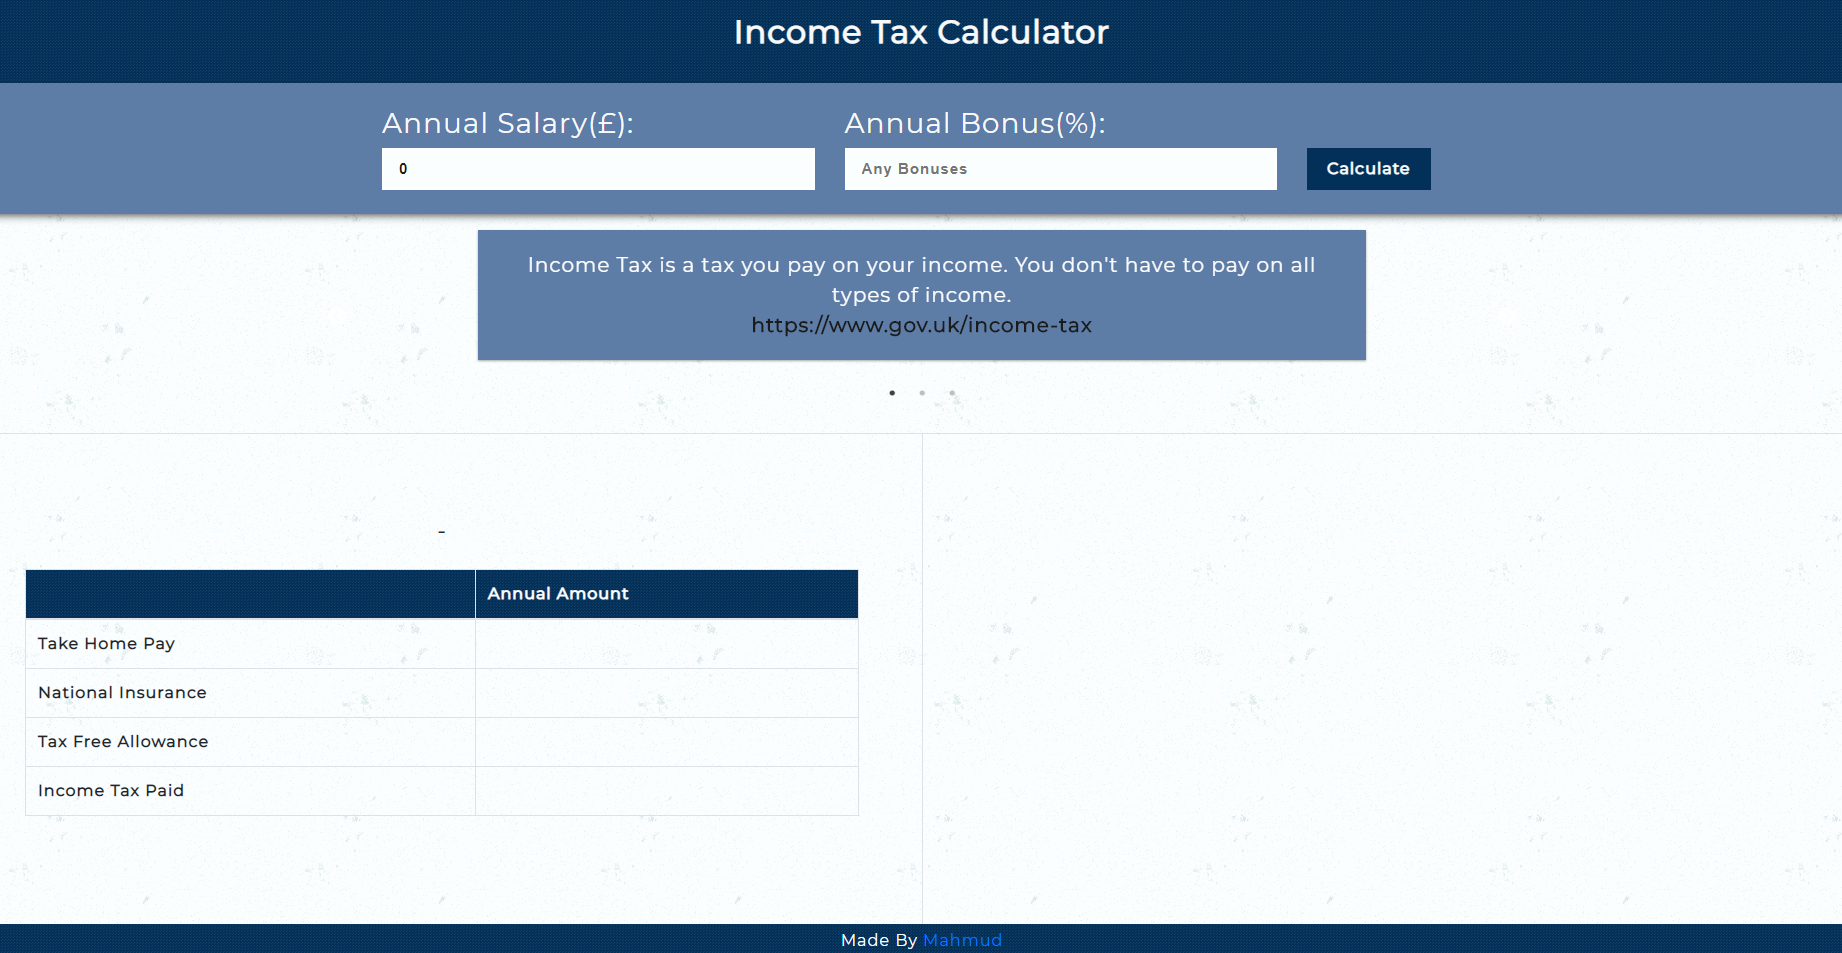 Income Tax Calculator
Annual Salary(£):
Annual Bonus(%):
0
Any Bonuses
Calculate
Income Tax is a tax you pay on your income. You don't have to pay on all
types of income.
https://www.gov.uk/income-tax
-
Annual Amount
Take Home Pay
National Insurance
Tax Free Allowance
Income Tax Paid
Made By Mahmud